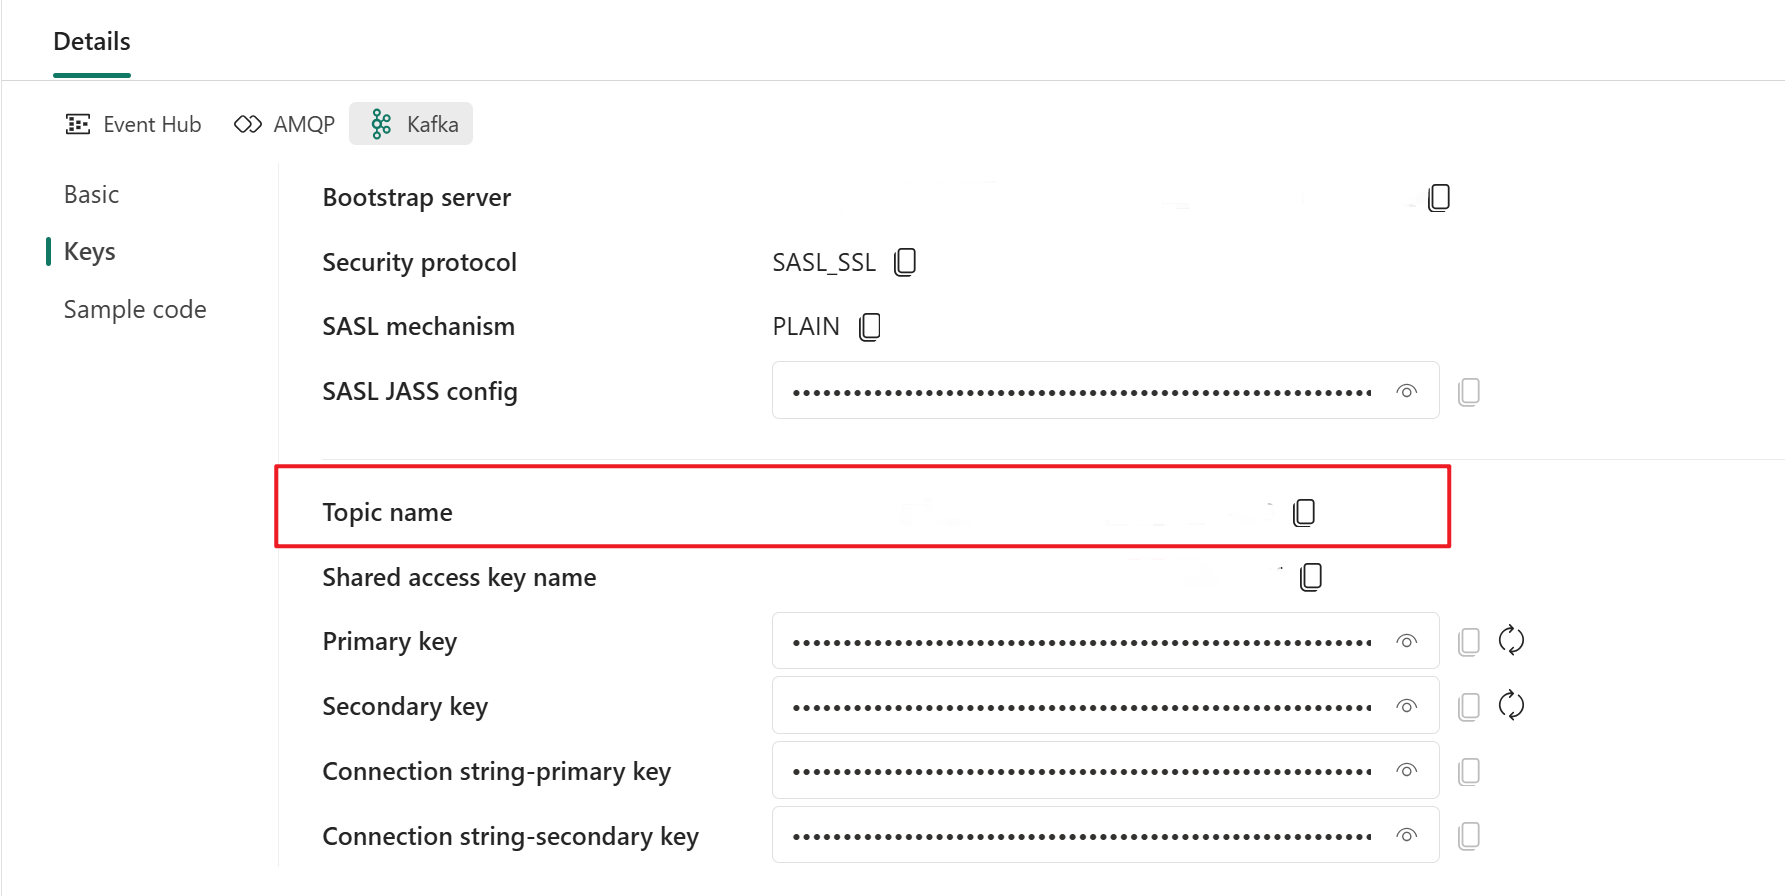 Details
Event Hub AMQP Kafka
Basic
Keys
Sample code
Bootstrap server
Security protocol SASL_SSL
SASL mechanism PLAIN
SASL JASS config
Topic name
Shared access key name
Primary key
Secondary key
Connection string-primary key
Connection string-secondary key